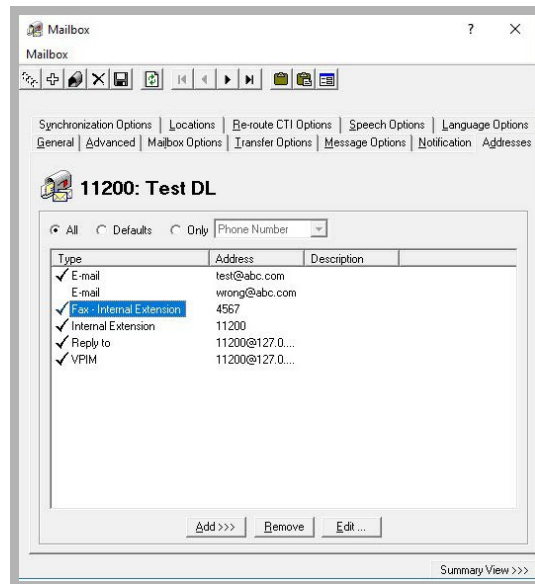 Mailbox
?
Mailbox
Synchronization Options Locations Re-route CTI Options Speech Options Language Options
General Advanced Mailbox Options Transfer Options Message Options Notification Addresses
11200: Test DL
All Defaults Only Phone Number
Type Address Description
E-mail test@abc.com
E-mail wrong@abc.com
Fax - Internal Extension 4567
Internal Extension 11200
Reply to 11200@127.0....
VPIM 11200@127.0....
Add >>> Remove Edit ...
Summary View >>>